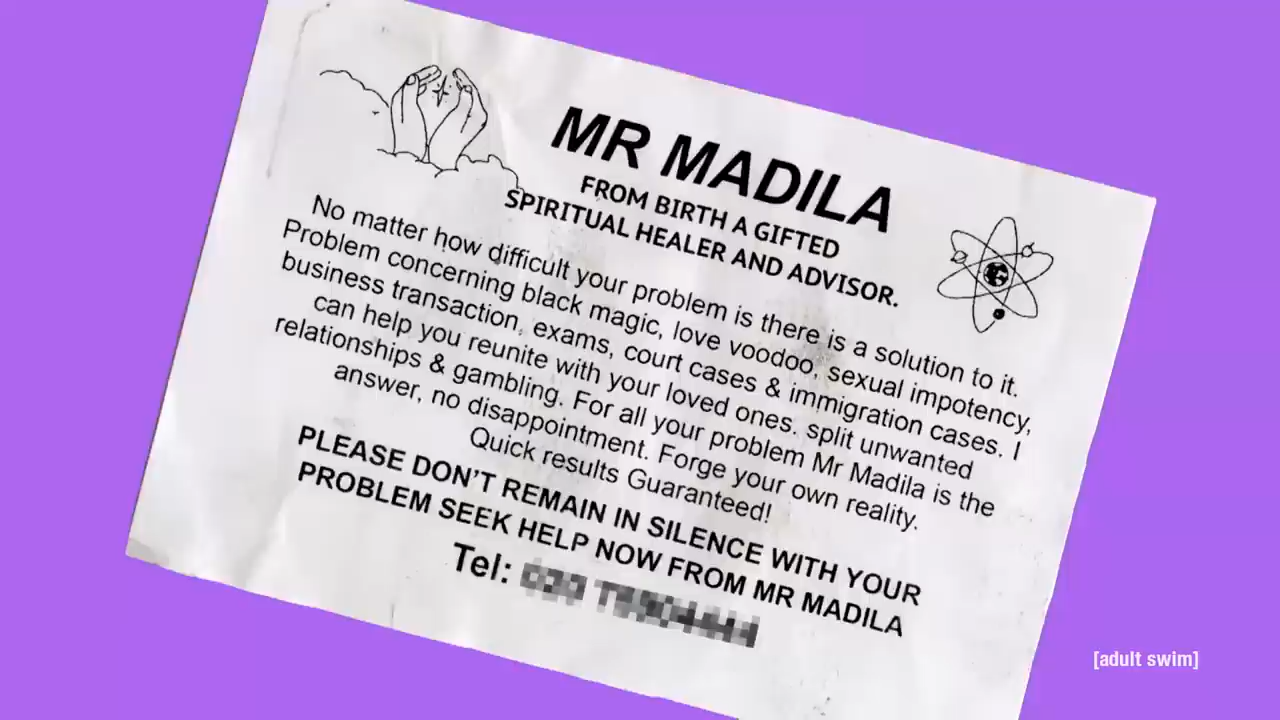 MR MADILA
FROM BIRTH A GIFTED
SPIRITUAL HEALER AND ADVISOR.
No matter how difficult your problem is there is a solution to it.
Problem concerning black magic, love voodoo, sexual impotency,
business transaction, exams, court cases & immigration cases. I
can help you reunite with your loved ones. split unwanted
relationships & gambling. For all your problem Mr Madila is the
answer, no disappointment. Forge your own reality.
Quick results Guaranteed!
PLEASE DON'T REMAIN IN SILENCE WITH YOUR
PROBLEM SEEK HELP NOW FROM MR MADILA
Tel:
[adult swim]